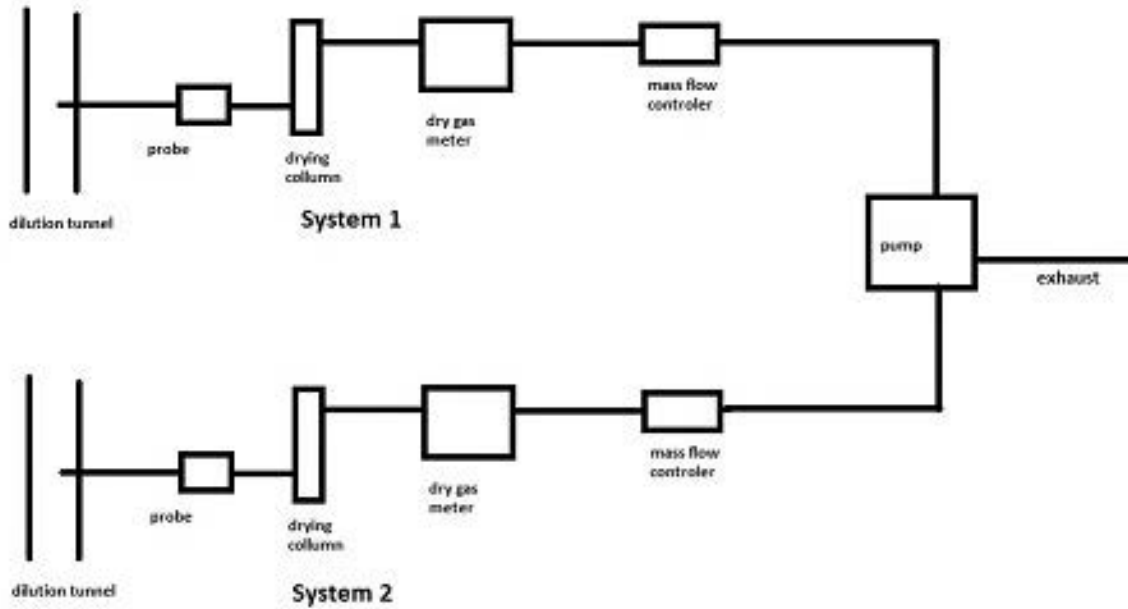 mass flow
controler
dry gas
meter
probe
drying
collumn
dilution tunnel
System 1
pump
exhaust
mass flow
controler
dry gas
meter
probe
drying
collumn
dilution tunnel
System 2